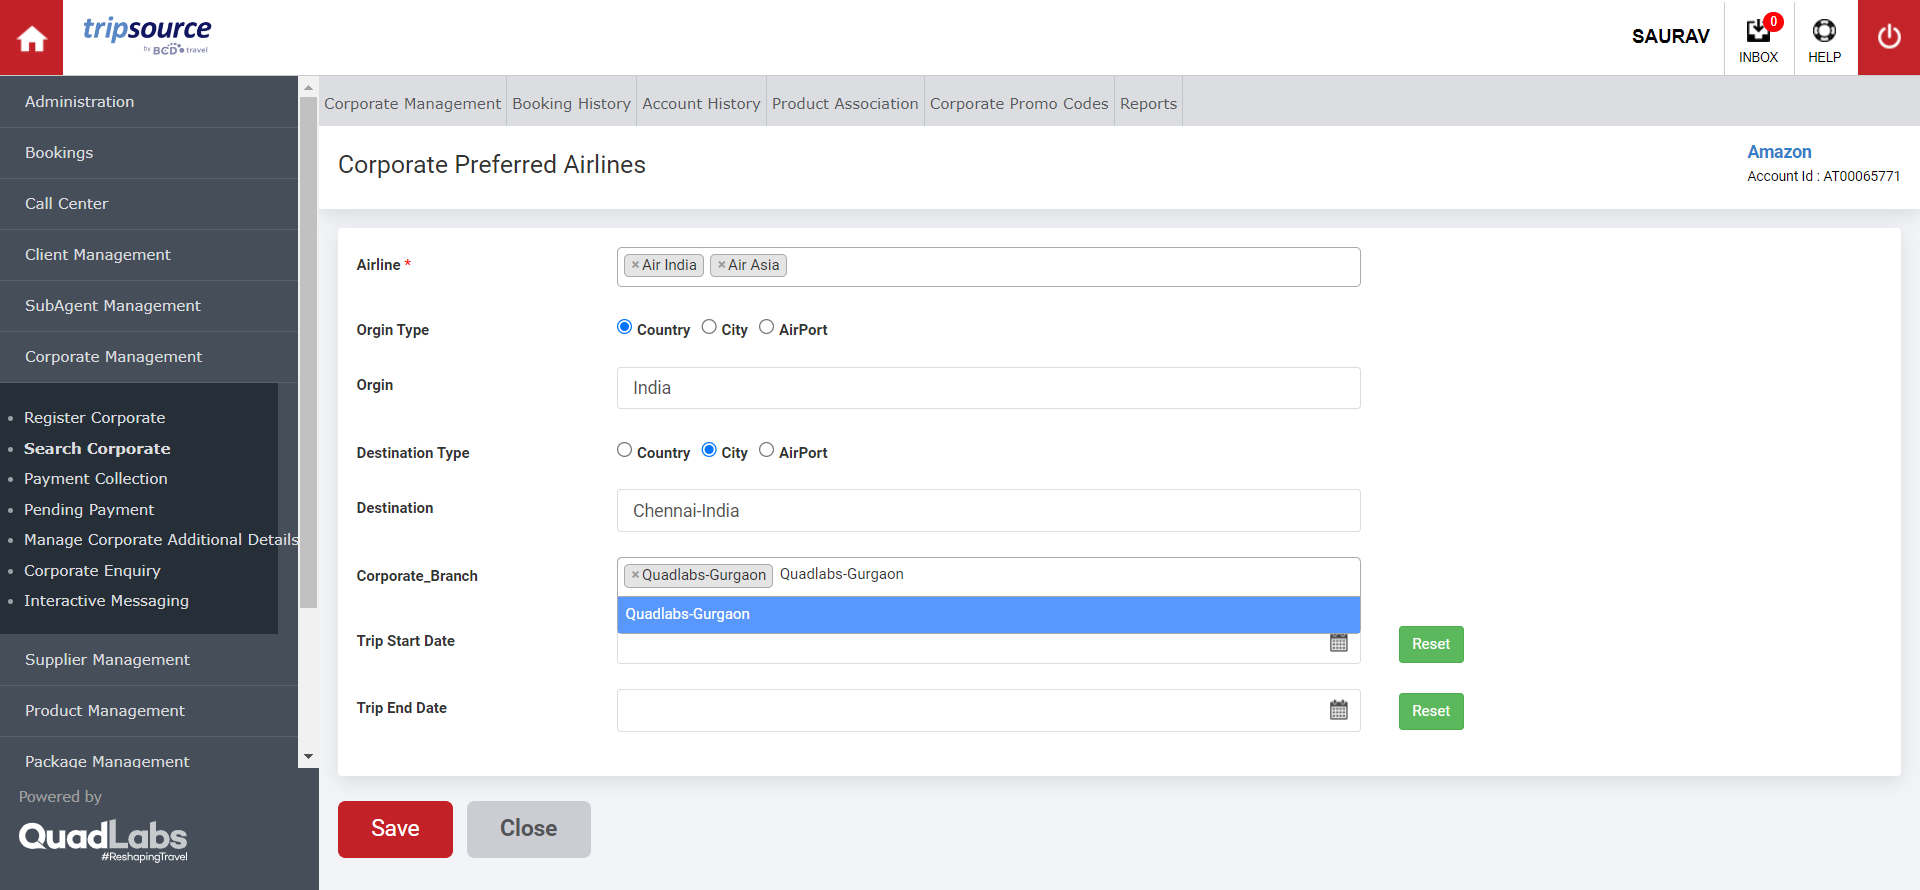 tripsource
by BCD travel
SAURAV
0
INBOX
HELP
Administration
Bookings
Call Center
Client Management
SubAgent Management
Corporate Management
Register Corporate
Search Corporate
Payment Collection
Pending Payment
Manage Corporate Additional Details
Corporate Enquiry
Interactive Messaging
Supplier Management
Product Management
Package Management
Powered by
QuadLabs
#ReshapingTravel
Corporate Management Booking History Account History Product Association Corporate Promo Codes Reports
Corporate Preferred Airlines
Amazon
Account Id : AT00065771
Airline * ×Air India ×Air Asia
Orgin Type Country City AirPort
Orgin India
Destination Type Country City AirPort
Destination Chennai-India
Corporate_Branch ×Quadlabs-Gurgaon Quadlabs-Gurgaon
Quadlabs-Gurgaon
Trip Start Date Reset
Trip End Date Reset
Save Close